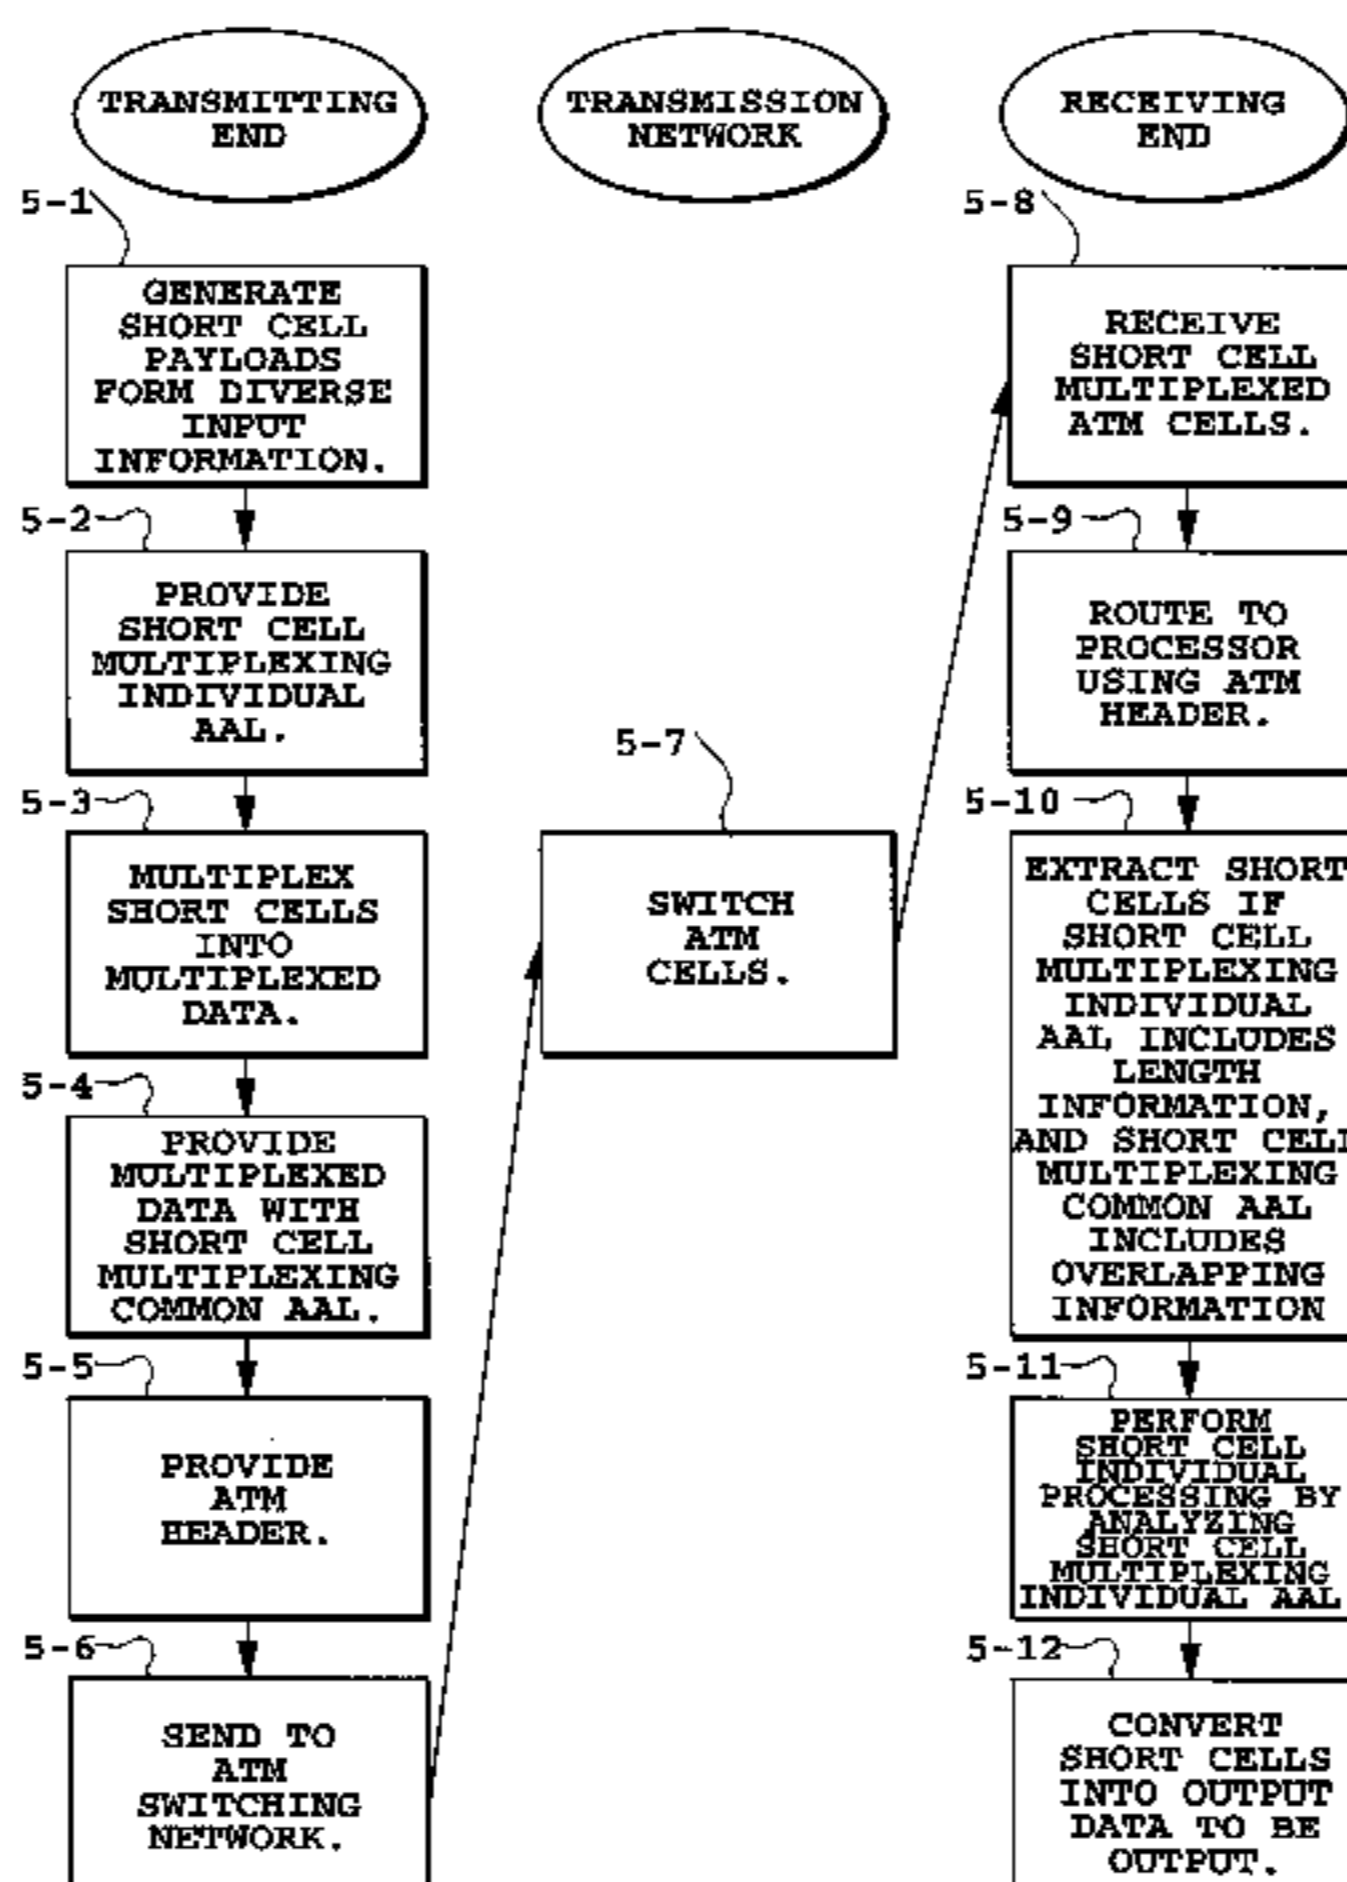 TRANSMITTING
END
TRANSMISSION
NETWORK
RECEIVING
END
5-1
GENERATE
SHORT CELL
PAYLOADS
FORM DIVERSE
INPUT
INFORMATION.
5-2
PROVIDE
SHORT CELL
MULTIPLEXING
INDIVIDUAL
AAL.
5-3
MULTIPLEX
SHORT CELLS
INTO
MULTIPLEXED
DATA.
5-4
PROVIDE
MULTIPLEXED
DATA WITH
SHORT CELL
MULTIPLEXING
COMMON AAL.
5-5
PROVIDE
ATM
HEADER.
5-6
SEND TO
ATM
SWITCHING
NETWORK.
5-7
SWITCH
ATM
CELLS.
5-8
RECEIVE
SHORT CELL
MULTIPLEXED
ATM CELLS.
5-9
ROUTE TO
PROCESSOR
USING ATM
HEADER.
5-10
EXTRACT SHORT
CELLS IF
SHORT CELL
MULTIPLEXING
INDIVIDUAL
AAL INCLUDES
LENGTH
INFORMATION,
AND SHORT CELL
MULTIPLEXING
COMMON AAL
INCLUDES
OVERLAPPING
INFORMATION
5-11
PERFORM
SHORT CELL
INDIVIDUAL
PROCESSING BY
ANALYZING
SHORT CELL
MULTIPLEXING
INDIVIDUAL AAL
5-12
CONVERT
SHORT CELLS
INTO OUTPUT
DATA TO BE
OUTPUT.